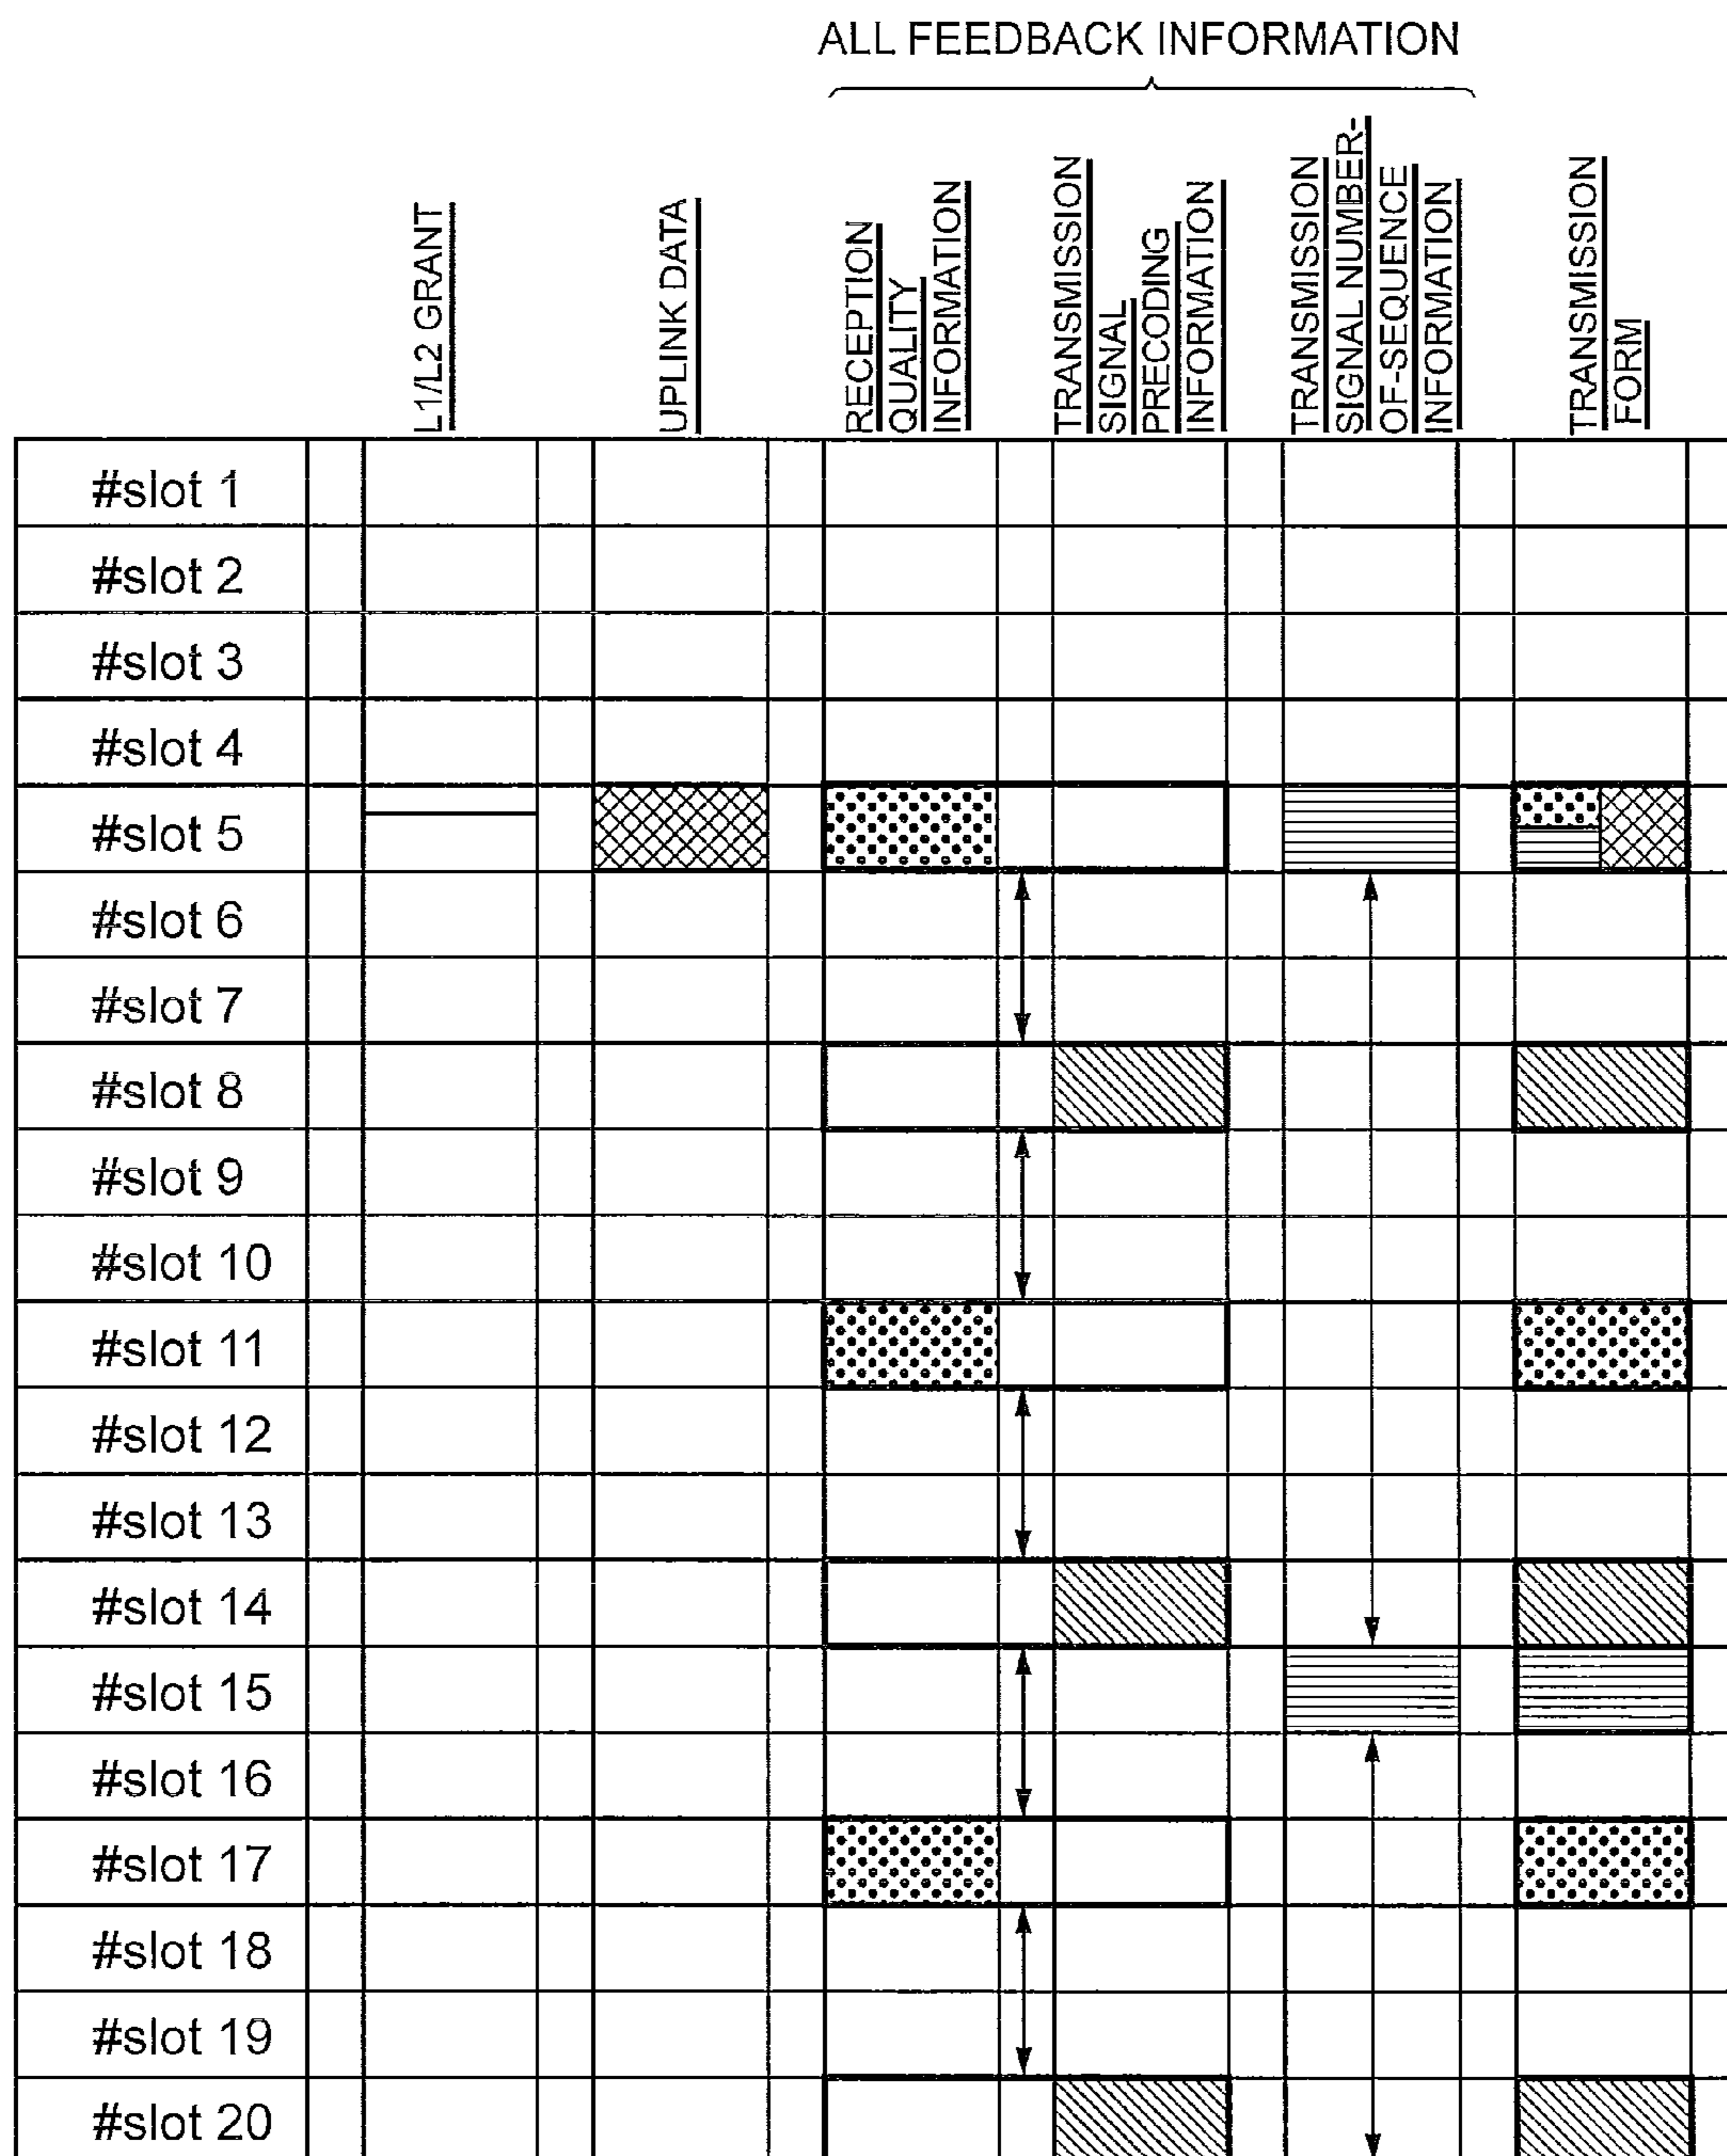 ALL FEEDBACK INFORMATION
L1/L2 GRANT
UPLINK DATA
RECEPTION
QUALITY
INFORMATION
TRANSMISSION
SIGNAL
PRECODING
INFORMATION
TRANSMISSION
SIGNAL NUMBER-
OF-SEQUENCE
INFORMATION
TRANSMISSION
FORM
#slot 1
#slot 2
#slot 3
#slot 4
#slot 5
#slot 6
#slot 7
#slot 8
#slot 9
#slot 10
#slot 11
#slot 12
#slot 13
#slot 14
#slot 15
#slot 16
#slot 17
#slot 18
#slot 19
#slot 20